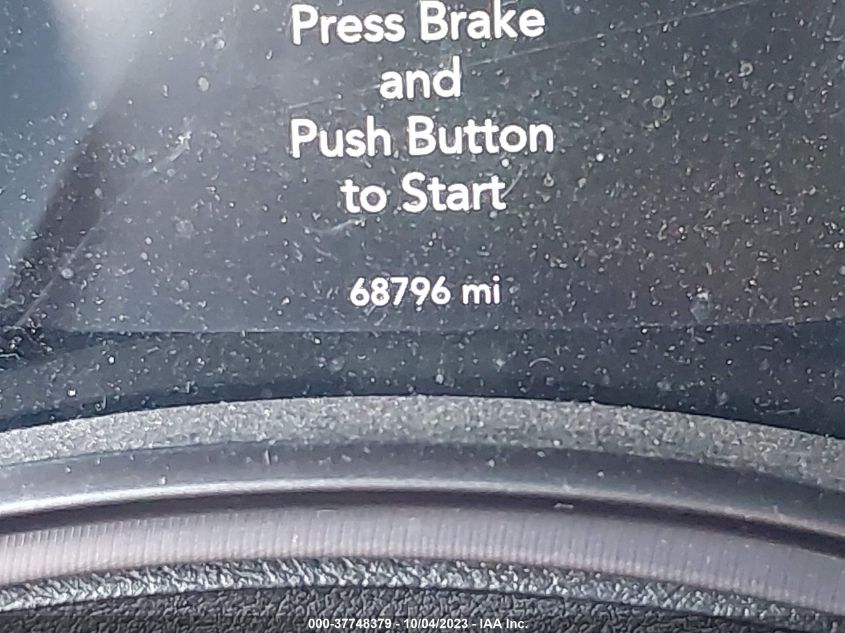 Press Brake
and
Push Button
to Start
68796 mi
000-37748379 - 10/04/2023 - IAA Inc.